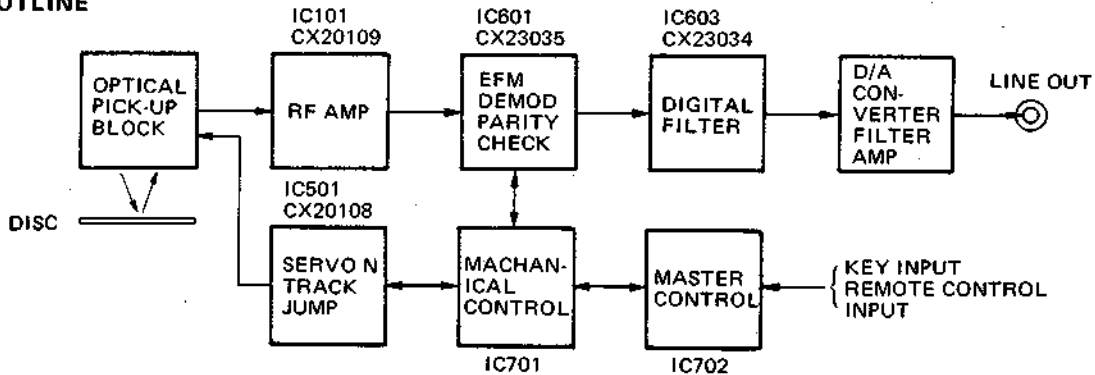 OUTLINE
IC101
CX20109
IC601
CX23035
IC603
CX23034
OPTICAL
PICK-UP
BLOCK
RF AMP
EFM
DEMOD
PARITY
CHECK
DIGITAL
FILTER
D/A
CON-
VERTER
FILTER
AMP
LINE OUT
DISC
IC501
CX20108
SERVO N
TRACK
JUMP
MACHAN-
ICAL
CONTROL
IC701
MASTER
CONTROL
IC702
KEY INPUT
REMOTE CONTROL
INPUT